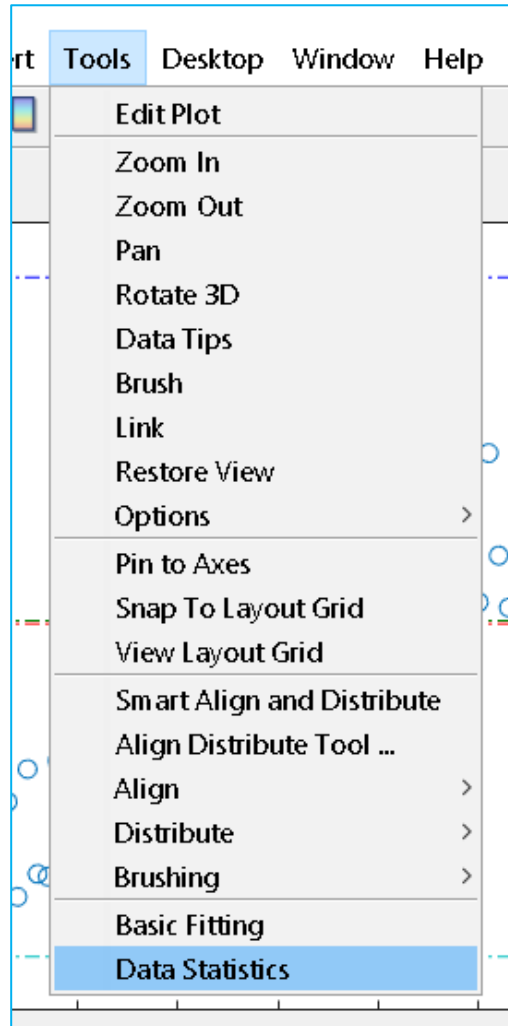 rt Tools Desktop Window Help
Edit Plot
Zoom In
Zoom Out
Pan
Rotate 3D
Data Tips
Brush
Link
Restore View
Options
Pin to Axes
Snap To Layout Grid
View Layout Grid
Smart Align and Distribute
Align Distribute Tool ...
Align
Distribute
Brushing
Basic Fitting
Data Statistics